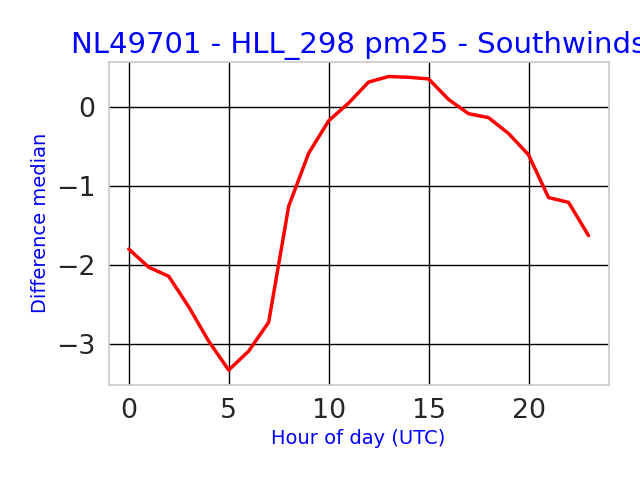 NL49701 - HLL_298 pm25 - Southwinds
0
−1
−2
−3
Difference median
0 5 10 15 20
Hour of day (UTC)